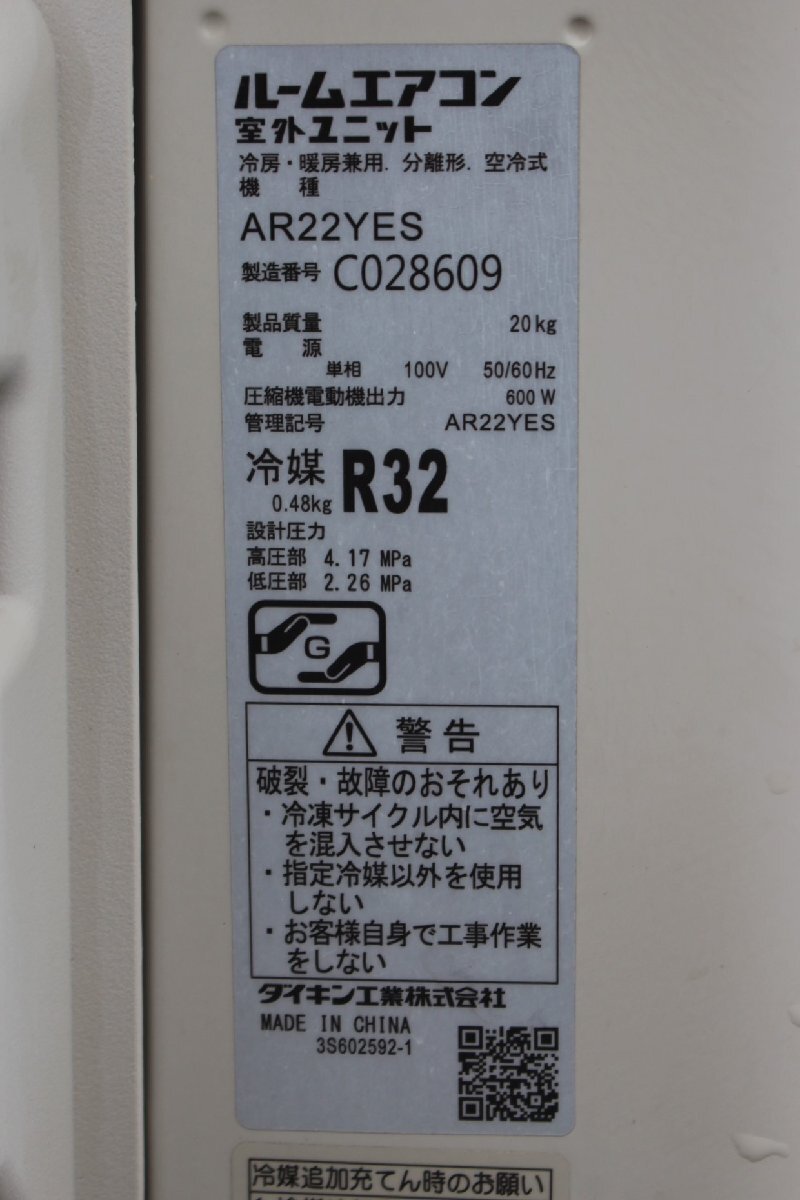 ルームエアコン
室外ユニット
冷房・暖房兼用. 分離形. 空冷式
機 種
AR22YES
製造番号 C028609
製品質量 20kg
電 源
単相 100V 50/60Hz
圧縮機電動機出力 600 W
管理記号 AR22YES
冷媒 R32
0.48kg
設計圧力
高圧部 4.17 MPa
低圧部 2.26 MPa
G
警告
破裂・故障のおそれあり
・冷凍サイクル内に空気
を混入させない
・指定冷媒以外を使用
しない
・お客様自身で工事作業
をしない
ダイキン工業株式会社
MADE IN CHINA
3S602592-1
冷媒追加充てん時のお願い